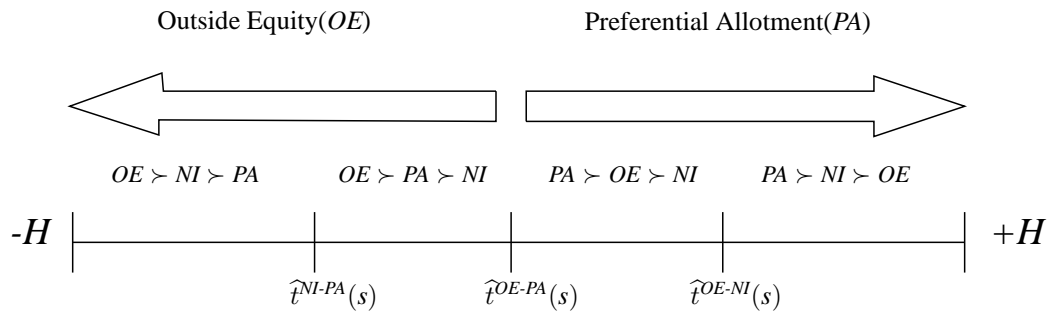 Outside Equity(OE) Preferential Allotment(PA)
OE ≻ NI ≻ PA OE ≻ PA ≻ NI PA ≻ OE ≻ NI PA ≻ NI ≻ OE
-H +H
t̂^{NI-PA}(s) t̂^{OE-PA}(s) t̂^{OE-NI}(s)